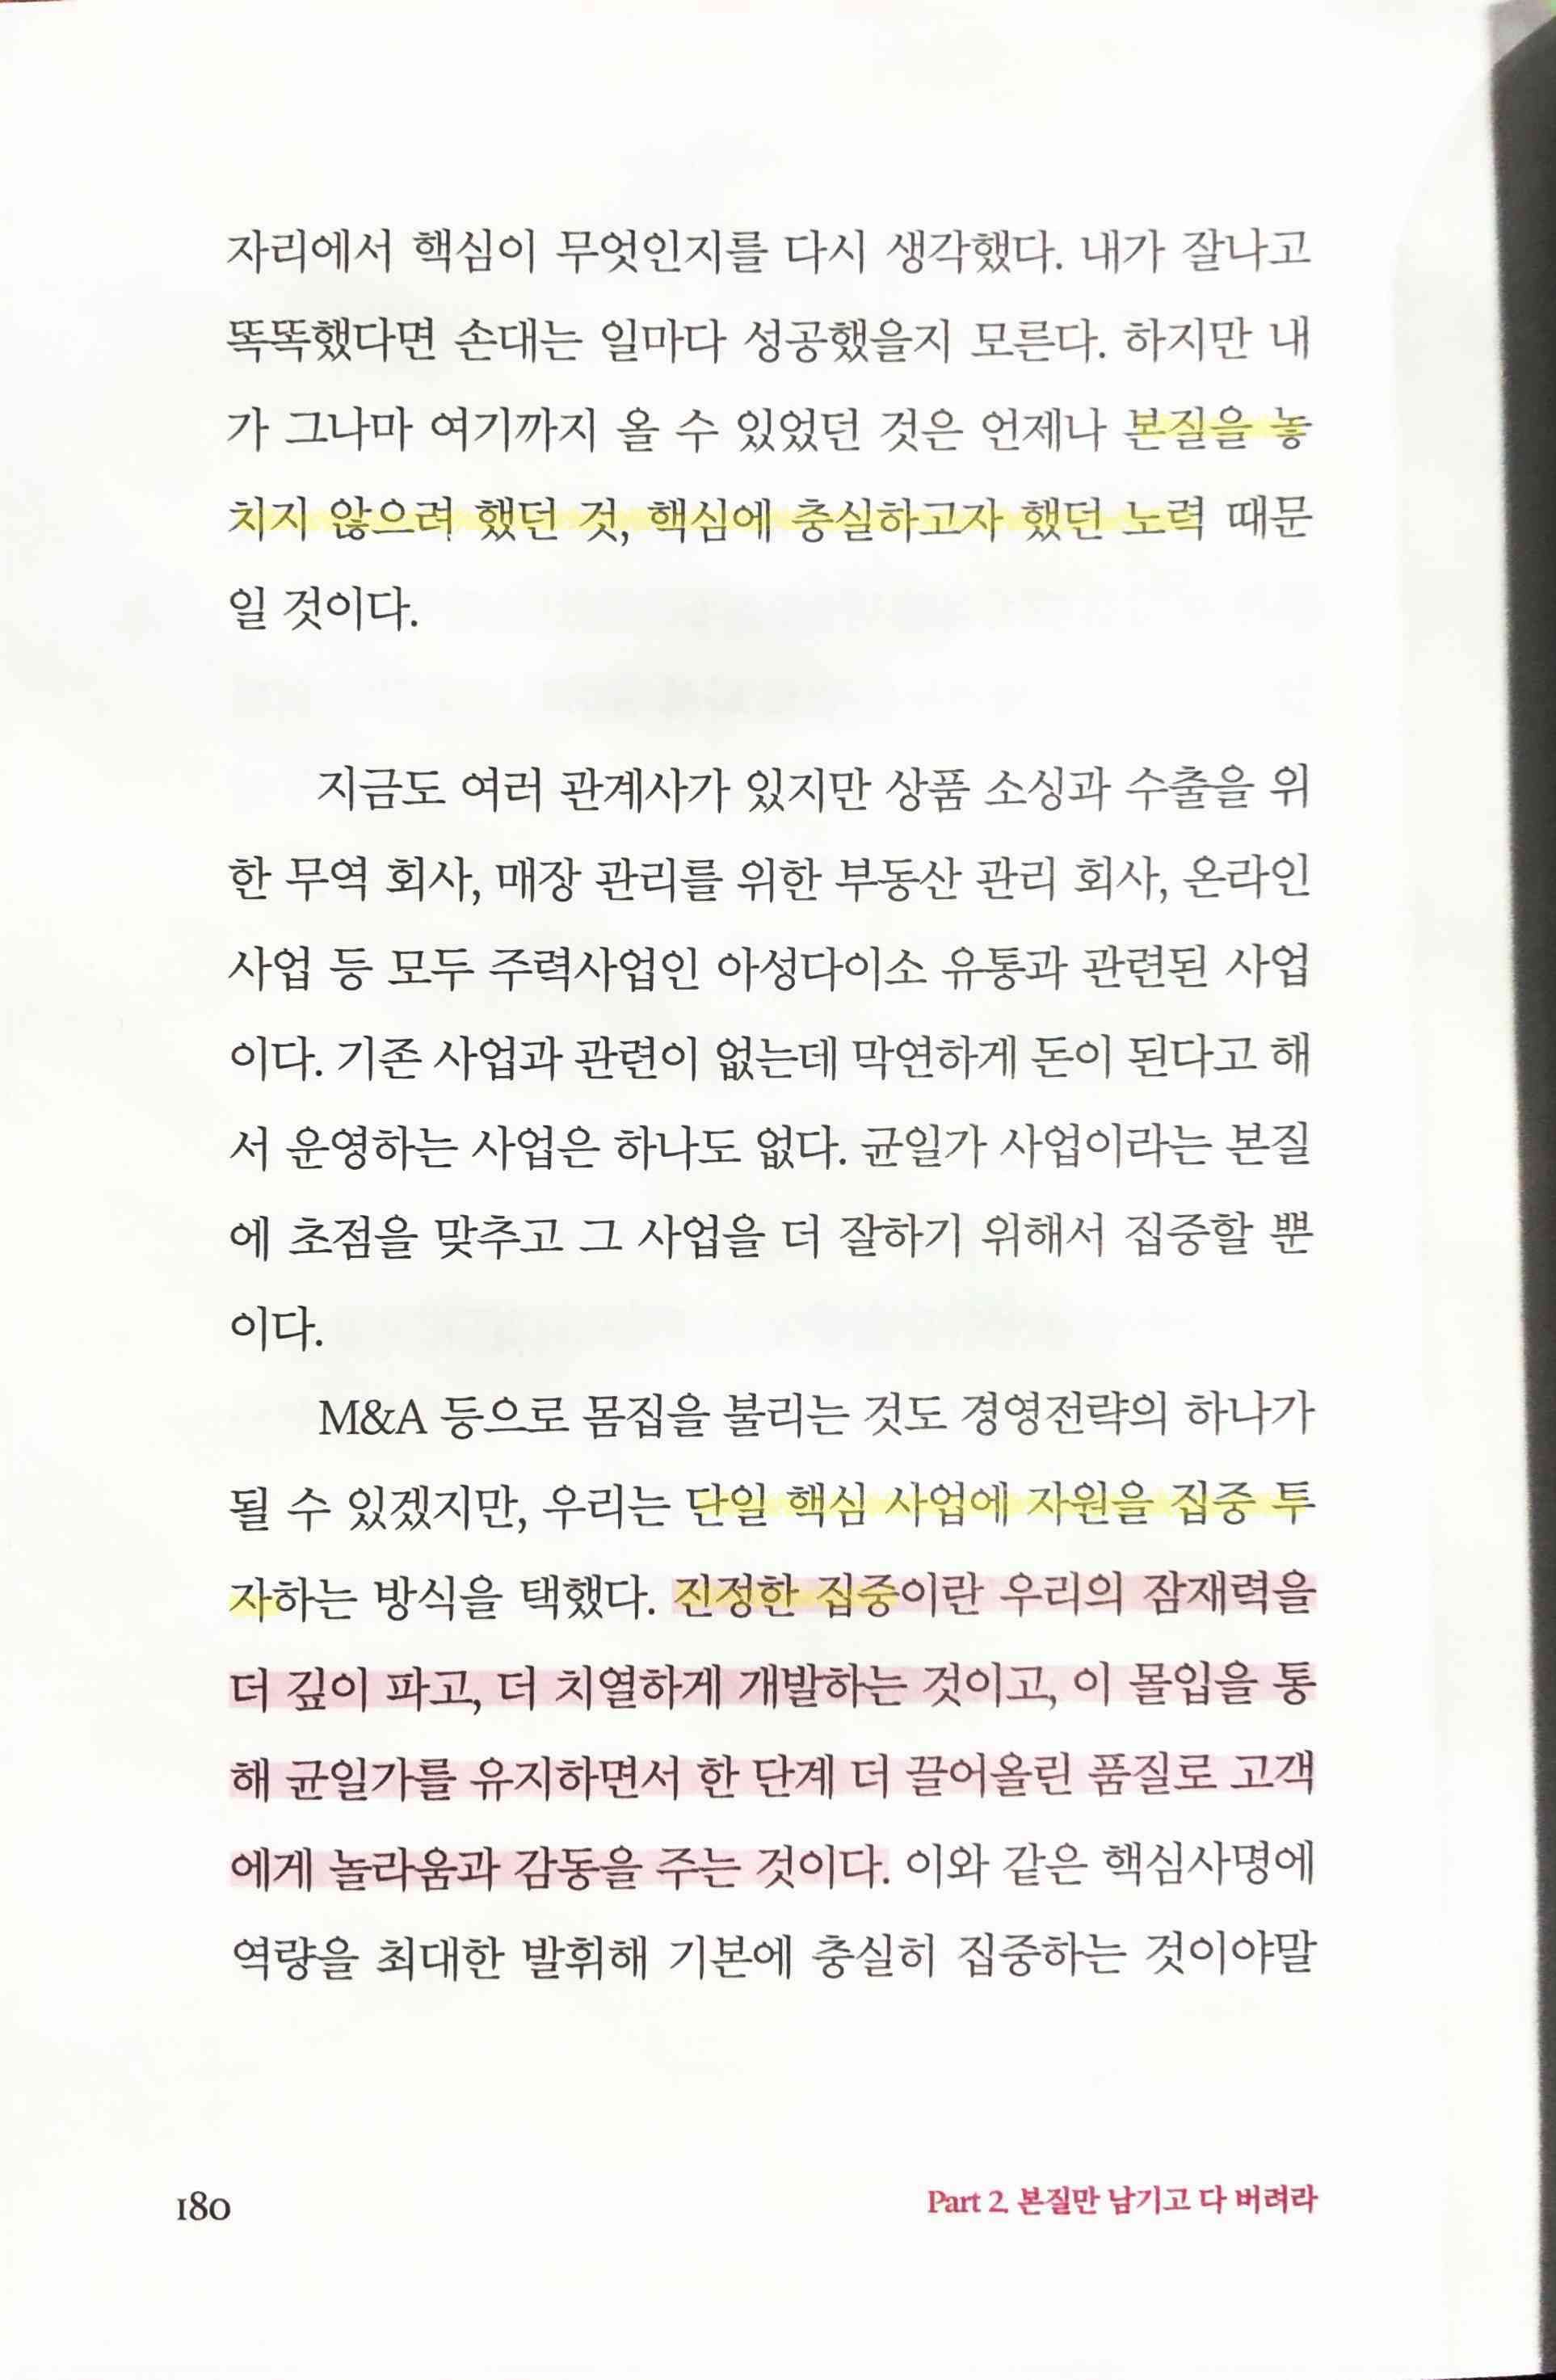 자리에서 핵심이 무엇인지를 다시 생각했다. 내가 잘나고
똑똑했다면 손대는 일마다 성공했을지 모른다. 하지만 내
가 그나마 여기까지 올 수 있었던 것은 언제나 본질을 놓
치지 않으려 했던 것, 핵심에 충실하고자 했던 노력 때문
일 것이다.
지금도 여러 관계사가 있지만 상품 소싱과 수출을 위
한 무역 회사, 매장 관리를 위한 부동산 관리 회사, 온라인
사업 등 모두 주력사업인 아성다이소 유통과 관련된 사업
이다. 기존 사업과 관련이 없는데 막연하게 돈이 된다고 해
서 운영하는 사업은 하나도 없다. 균일가 사업이라는 본질
에 초점을 맞추고 그 사업을 더 잘하기 위해서 집중할 뿐
이다.
M&A 등으로 몸집을 불리는 것도 경영전략의 하나가
될 수 있겠지만, 우리는 단일 핵심 사업에 자원을 집중 투
자하는 방식을 택했다. 진정한 집중이란 우리의 잠재력을
더 깊이 파고, 더 치열하게 개발하는 것이고, 이 몰입을 통
해 균일가를 유지하면서 한 단계 더 끌어올린 품질로 고객
에게 놀라움과 감동을 주는 것이다. 이와 같은 핵심사명에
역량을 최대한 발휘해 기본에 충실히 집중하는 것이야말
180
Part 2. 본질만 남기고 다 버려라